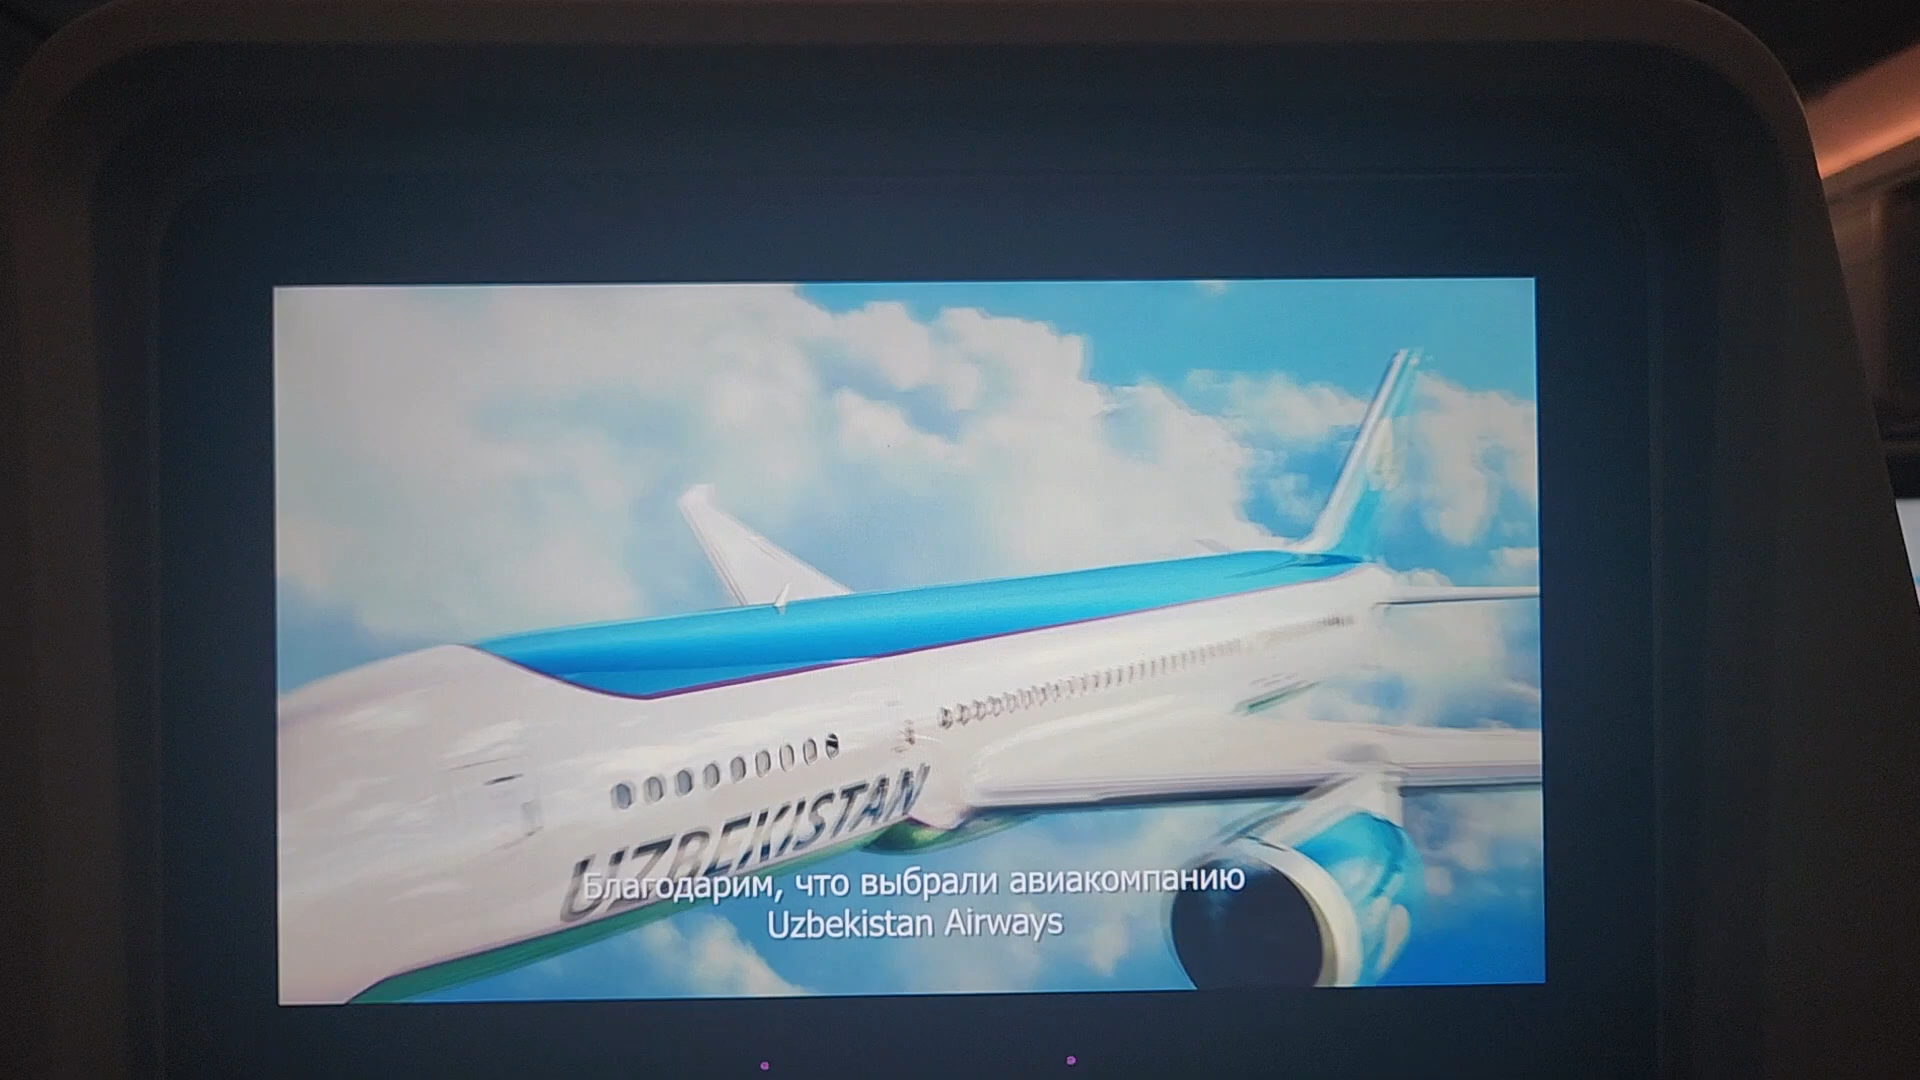 UZBEKISTAN
Благодарим, что выбрали авиакомпанию
Uzbekistan Airways